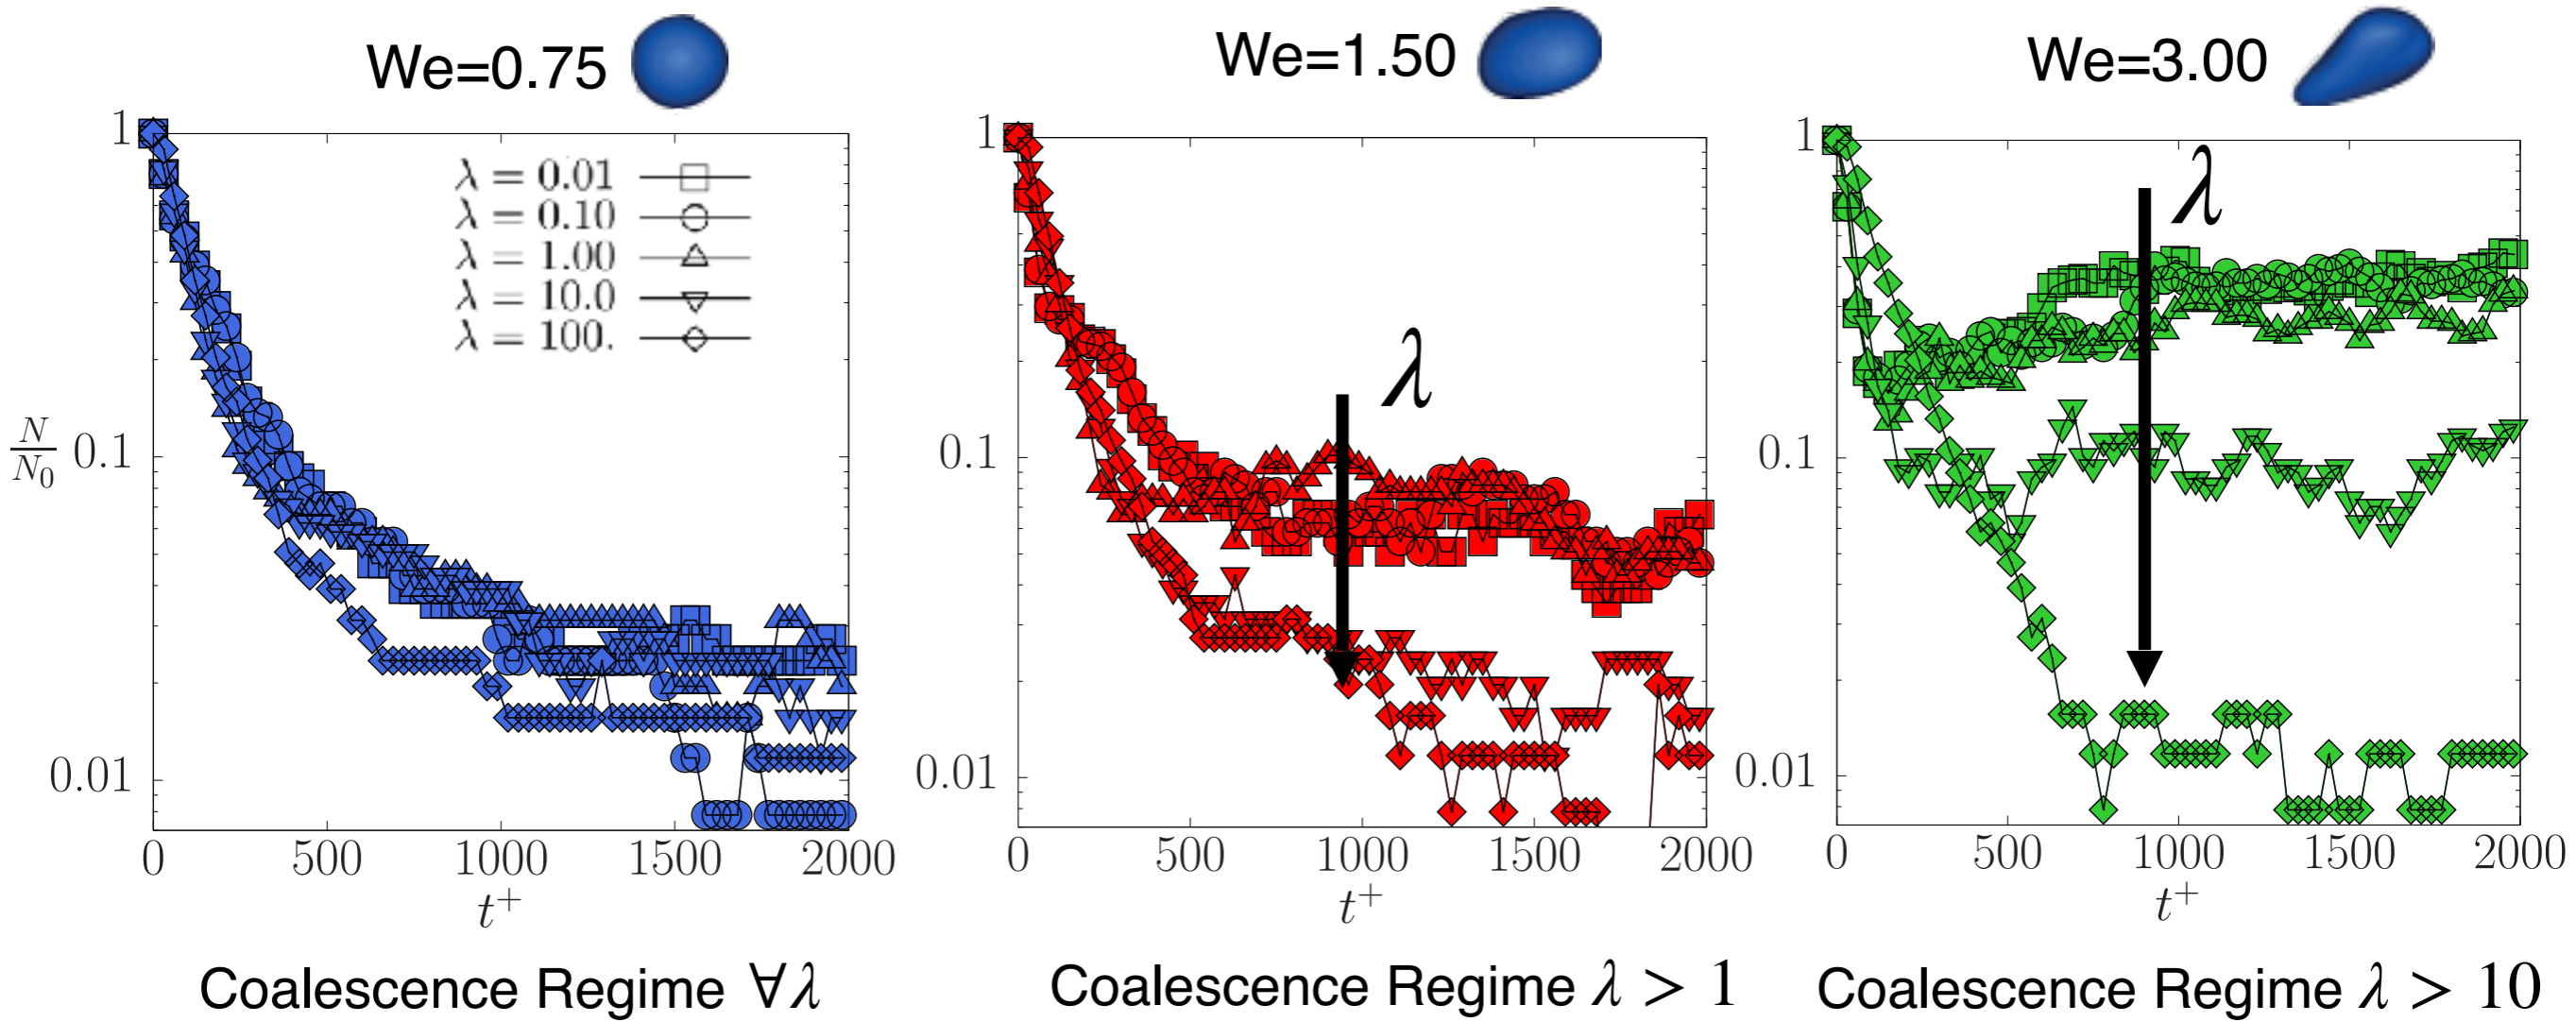 We=0.75
We=1.50
We=3.00
λ = 0.01
λ = 0.10
λ = 1.00
λ = 10.0
λ = 100.
λ
λ
N/N₀
1
0.1
0.01
0 500 1000 1500 2000
t⁺
1
0.1
0.01
0 500 1000 1500 2000
t⁺
1
0.1
0.01
0 500 1000 1500 2000
t⁺
Coalescence Regime ∀λ
Coalescence Regime λ > 1
Coalescence Regime λ > 10